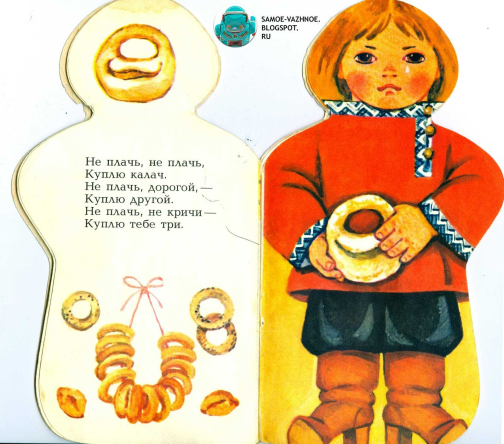 SAMOE-VAZHNOE.
BLOGSPOT.
RU
Не плачь, не плачь,
Куплю калач.
Не плачь, дорогой,—
Куплю другой.
Не плачь, не кричи—
Куплю тебе три.